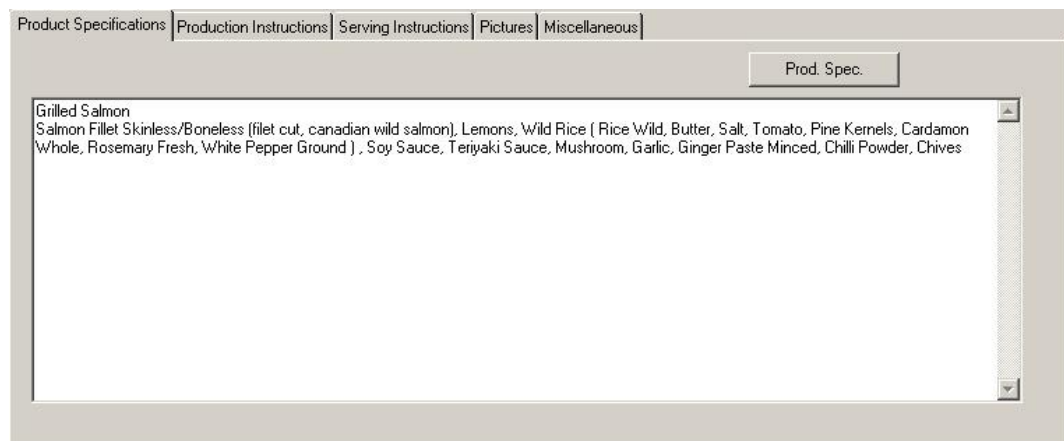 Product Specifications Production Instructions Serving Instructions Pictures Miscellaneous
Prod. Spec.
Grilled Salmon
Salmon Fillet Skinless/Boneless (filet cut, canadian wild salmon), Lemons, Wild Rice ( Rice Wild, Butter, Salt, Tomato, Pine Kernels, Cardamon
Whole, Rosemary Fresh, White Pepper Ground ) , Soy Sauce, Teriyaki Sauce, Mushroom, Garlic, Ginger Paste Minced, Chilli Powder, Chives